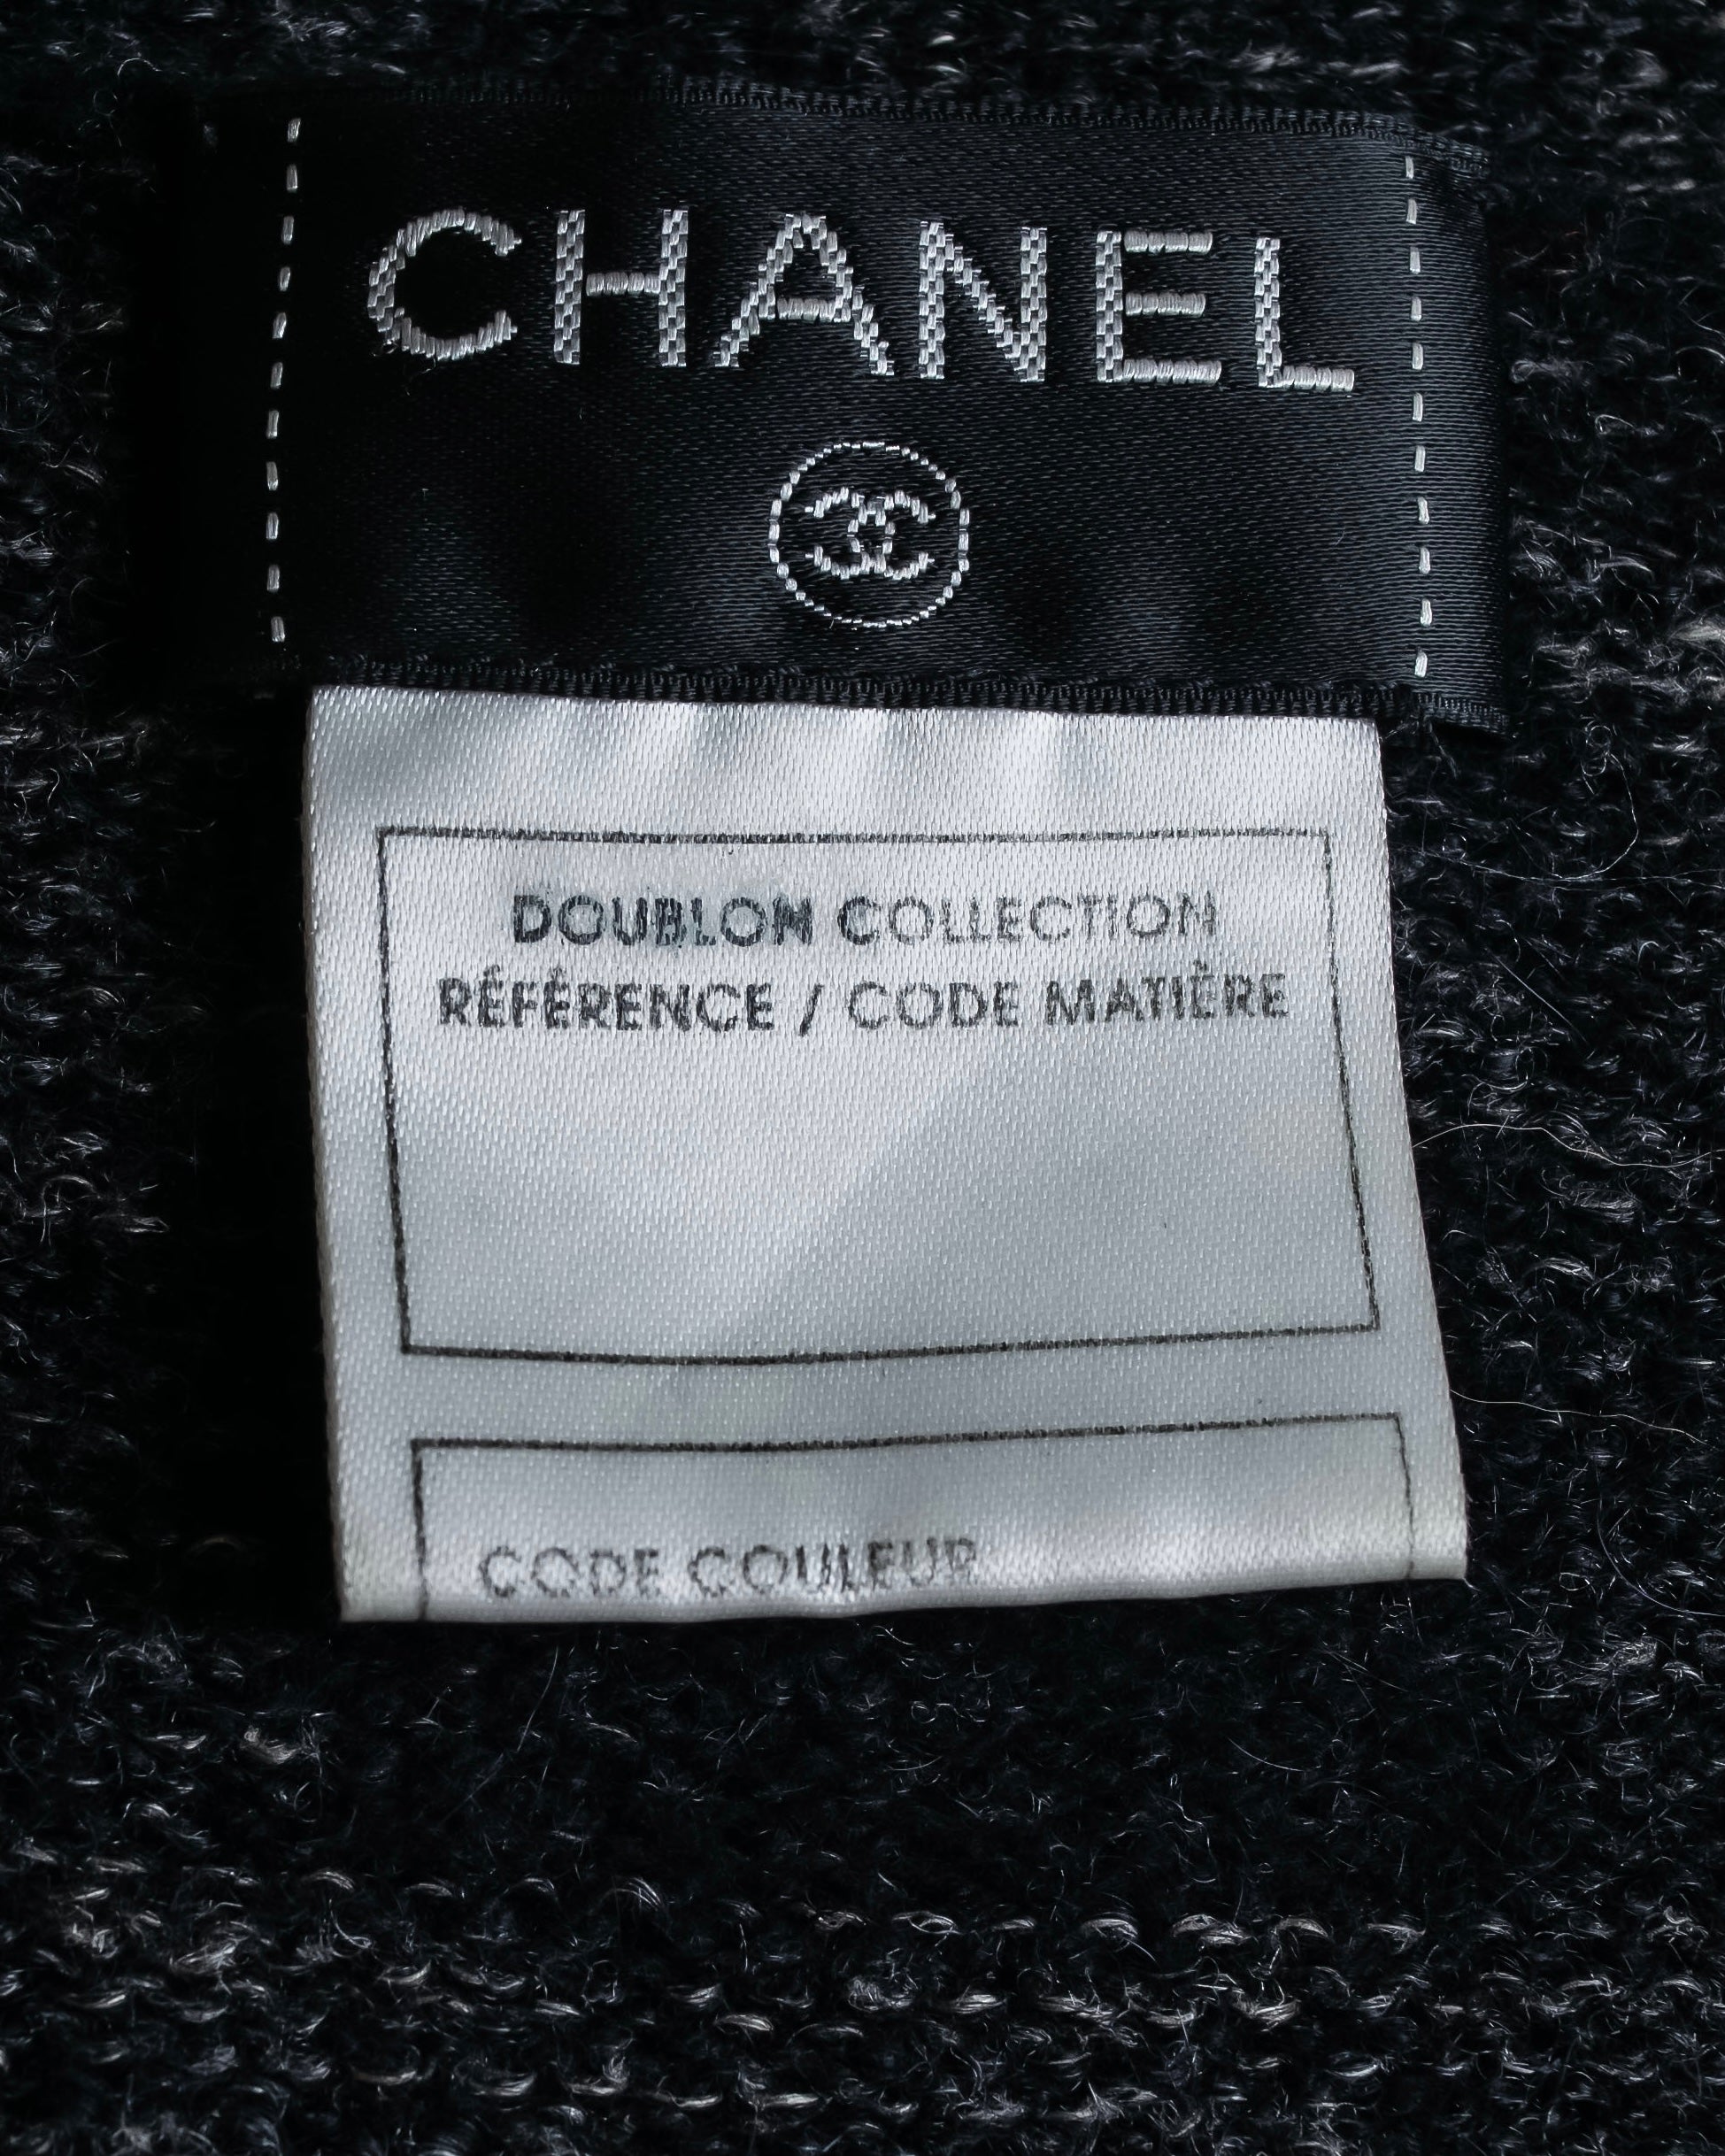 CHANEL
DOUBLON COLLECTION
RÉFÉRENCE / CODE MATIÈRE
CODE COULEUR